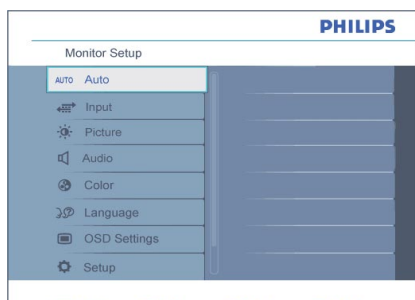 PHILIPS
Monitor Setup
AUTO Auto
Input
Picture
Audio
Color
Language
OSD Settings
Setup